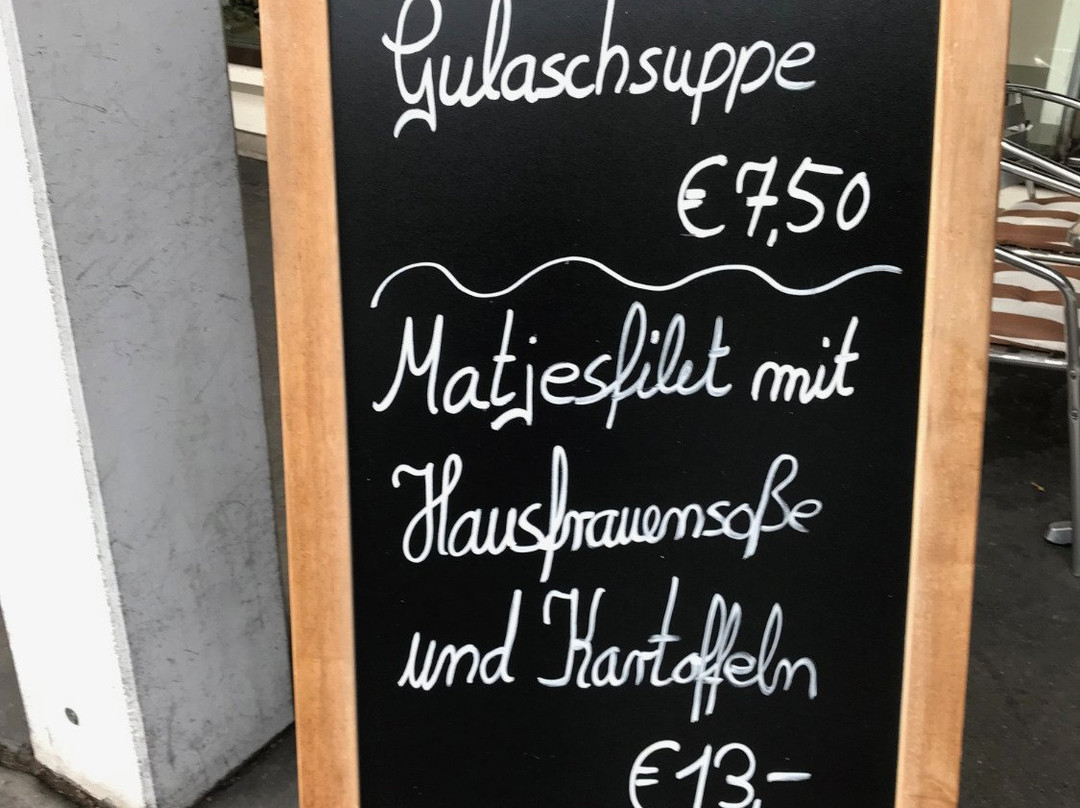 Gulaschsuppe
€7,50
Matjesfilet mit
Hausfrauensoße
und Kartoffeln
€13,-